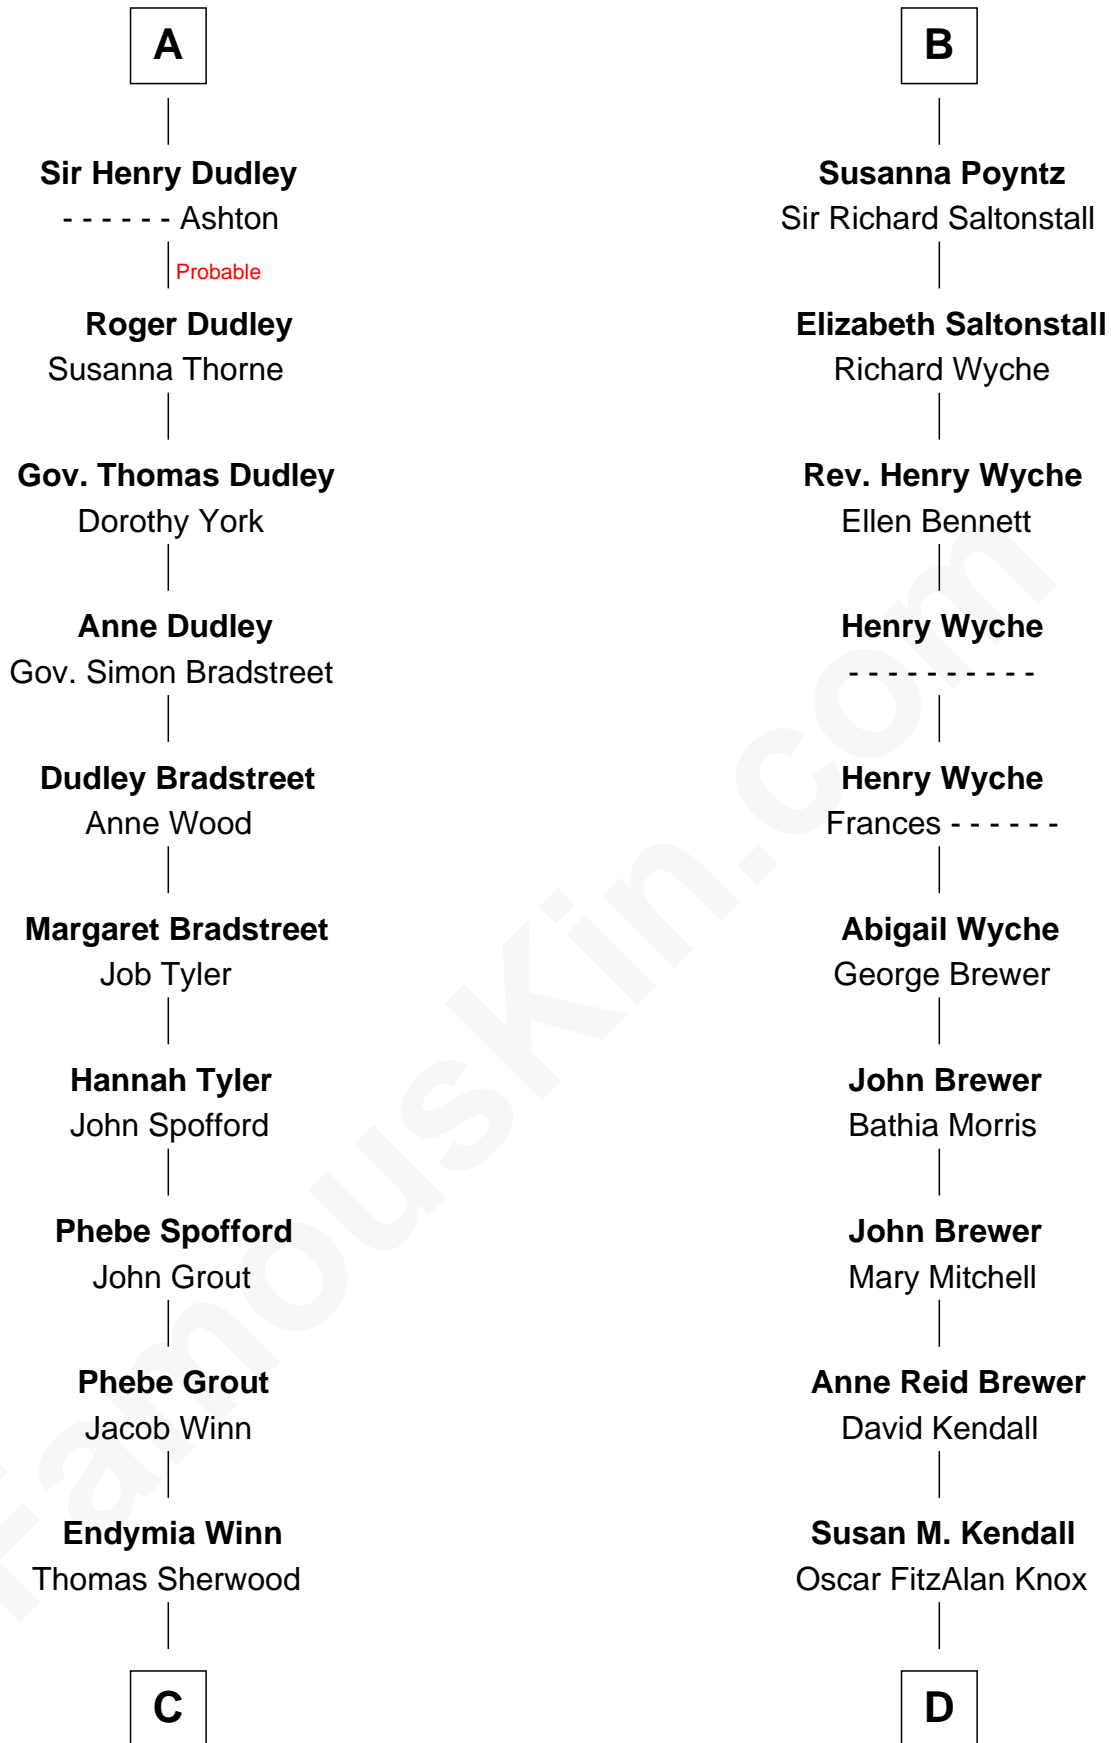 A
Sir Henry Dudley
- - - - - - Ashton
Probable
Roger Dudley
Susanna Thorne
Gov. Thomas Dudley
Dorothy York
Anne Dudley
Gov. Simon Bradstreet
Dudley Bradstreet
Anne Wood
Margaret Bradstreet
Job Tyler
Hannah Tyler
John Spofford
Phebe Spofford
John Grout
Phebe Grout
Jacob Winn
Endymia Winn
Thomas Sherwood
C
B
Susanna Poyntz
Sir Richard Saltonstall
Elizabeth Saltonstall
Richard Wyche
Rev. Henry Wyche
Ellen Bennett
Henry Wyche
- - - - - - - - - -
Henry Wyche
Frances - - - - - -
Abigail Wyche
George Brewer
John Brewer
Bathia Morris
John Brewer
Mary Mitchell
Anne Reid Brewer
David Kendall
Susan M. Kendall
Oscar FitzAlan Knox
D
FamousKin.com